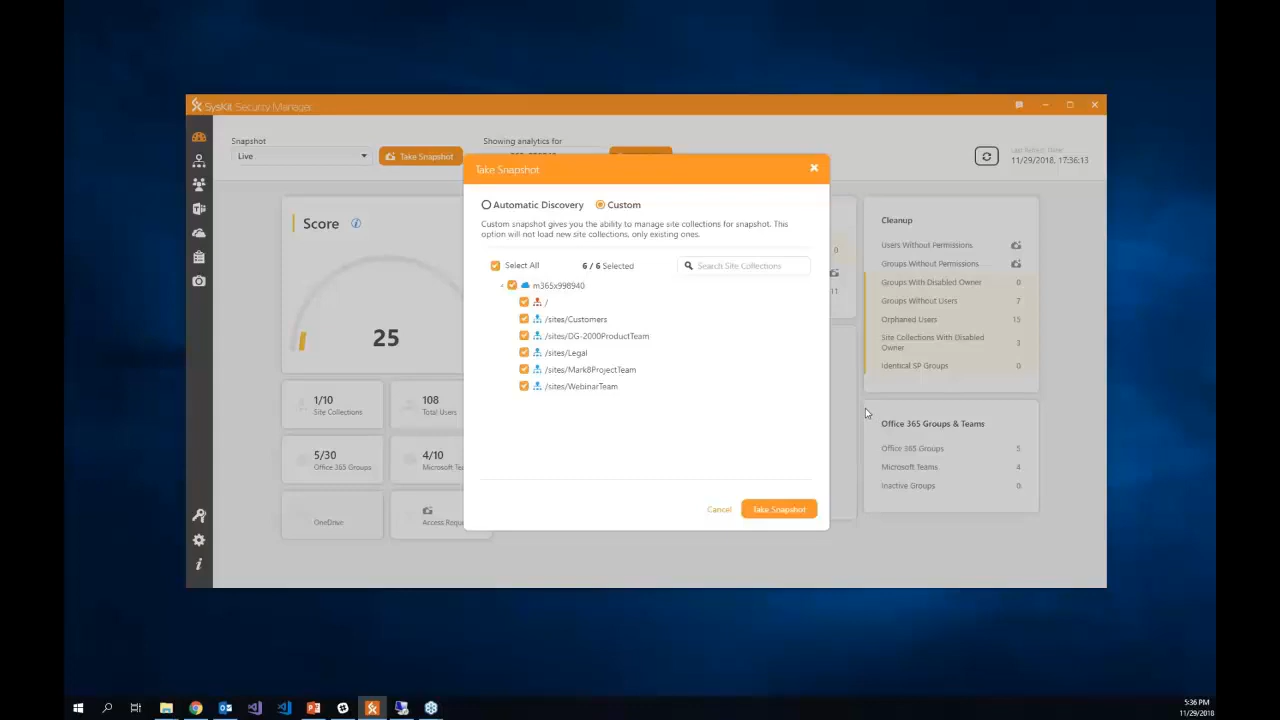 SysKit Security Manager
Snapshot
Live
Take Snapshot
Showing analytics for
Last Refresh Time:
11/29/2018, 17:36:13
Take Snapshot
Automatic Discovery
Custom
Custom snapshot gives you the ability to manage site collections for snapshot. This
option will not load new site collections, only existing ones.
Select All
6 / 6 Selected
Search Site Collections
m365x998940
/
/sites/Customers
/sites/DG-2000ProductTeam
/sites/Legal
/sites/Mark8ProjectTeam
/sites/WebinarTeam
Cancel
Take Snapshot
Score
25
1/10
Site Collections
108
Total Users
5/30
Office 365 Groups
4/10
Microsoft
OneDrive
Access
0
11
Cleanup
Users Without Permissions
Groups Without Permissions
Groups With Disabled Owner 0
Groups Without Users 7
Orphaned Users 15
Site Collections With Disabled
Owner 3
Identical SP Groups 0
Office 365 Groups & Teams
Office 365 Groups 5
Microsoft Teams 4
Inactive Groups 0
5:36 PM
11/29/2018